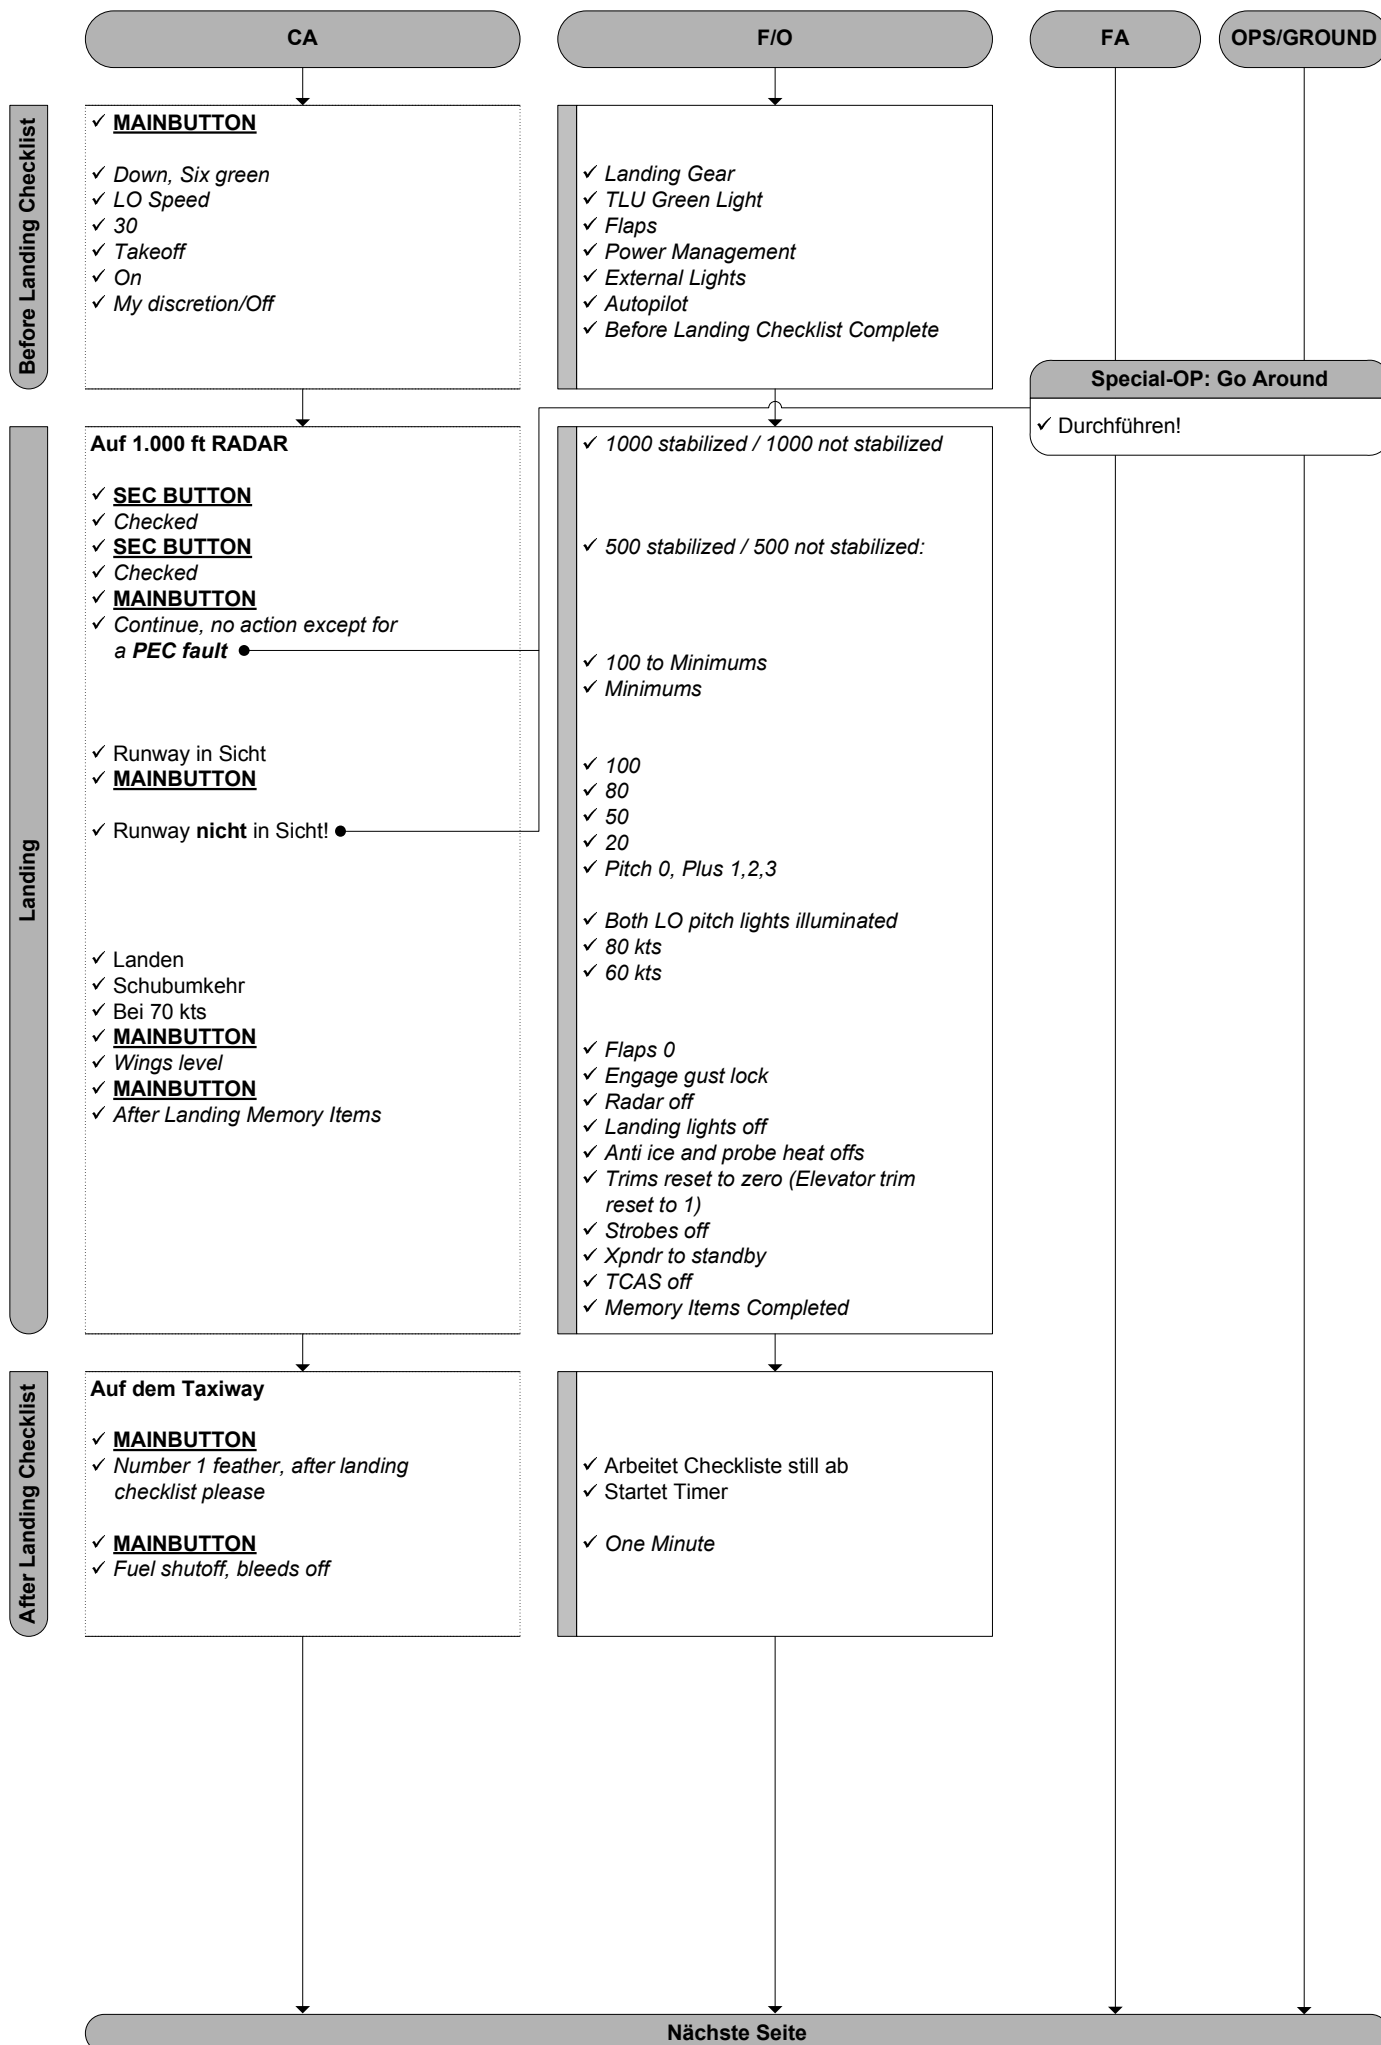 CA
F/O
FA
OPS/GROUND
Before Landing Checklist
✓ MAINBUTTON
✓ Down, Six green
✓ LO Speed
✓ 30
✓ Takeoff
✓ On
✓ My discretion/Off
✓ Landing Gear
✓ TLU Green Light
✓ Flaps
✓ Power Management
✓ External Lights
✓ Autopilot
✓ Before Landing Checklist Complete
Special-OP: Go Around
✓ Durchführen!
Landing
Auf 1.000 ft RADAR
✓ SEC BUTTON
✓ Checked
✓ SEC BUTTON
✓ Checked
✓ MAINBUTTON
✓ Continue, no action except for
a PEC fault
✓ Runway in Sicht
✓ MAINBUTTON
✓ Runway nicht in Sicht!
✓ Landen
✓ Schubumkehr
✓ Bei 70 kts
✓ MAINBUTTON
✓ Wings level
✓ MAINBUTTON
✓ After Landing Memory Items
✓ 1000 stabilized / 1000 not stabilized
✓ 500 stabilized / 500 not stabilized:
✓ 100 to Minimums
✓ Minimums
✓ 100
✓ 80
✓ 50
✓ 20
✓ Pitch 0, Plus 1,2,3
✓ Both LO pitch lights illuminated
✓ 80 kts
✓ 60 kts
✓ Flaps 0
✓ Engage gust lock
✓ Radar off
✓ Landing lights off
✓ Anti ice and probe heat offs
✓ Trims reset to zero (Elevator trim
reset to 1)
✓ Strobes off
✓ Xpndr to standby
✓ TCAS off
✓ Memory Items Completed
After Landing Checklist
Auf dem Taxiway
✓ MAINBUTTON
✓ Number 1 feather, after landing
checklist please
✓ MAINBUTTON
✓ Fuel shutoff, bleeds off
✓ Arbeitet Checkliste still ab
✓ Startet Timer
✓ One Minute
Nächste Seite